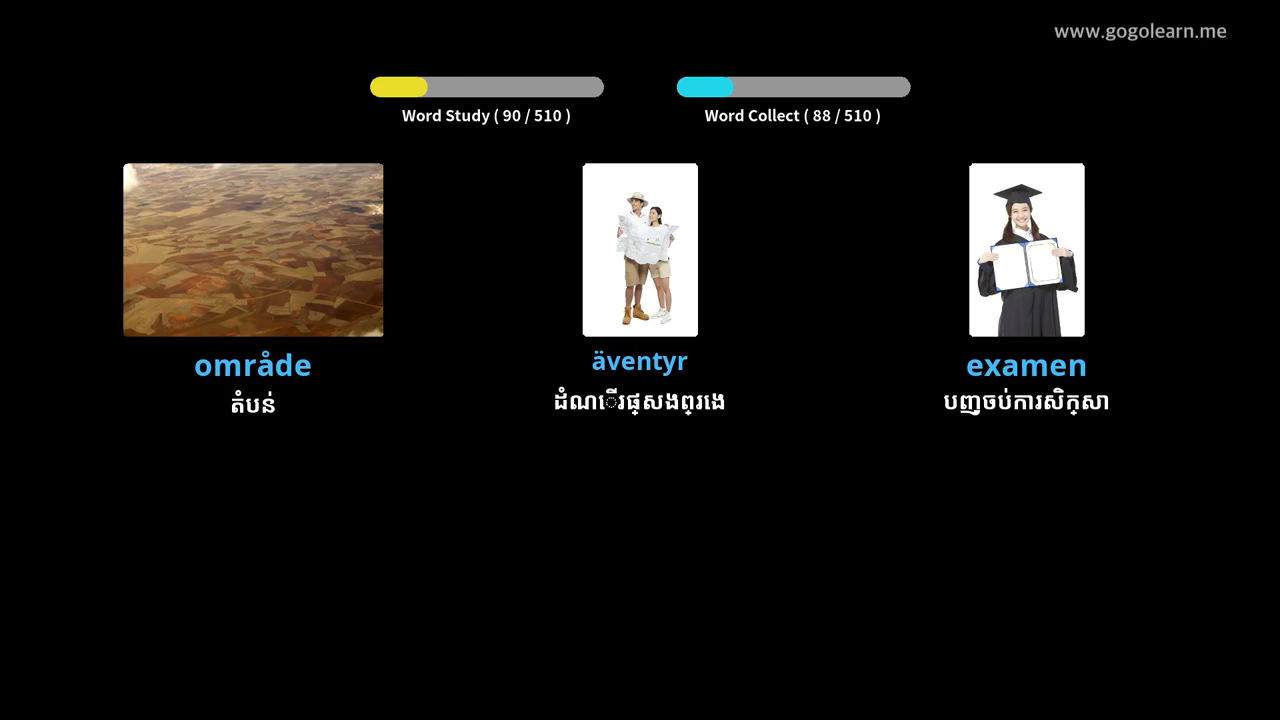 www.gogolearn.me
Word Study ( 90 / 510 )
Word Collect ( 88 / 510 )
område
äventyr
examen
តំបន់
ដំណើរផ្សងព្រេង
បញ្ចប់ការសិក្សា